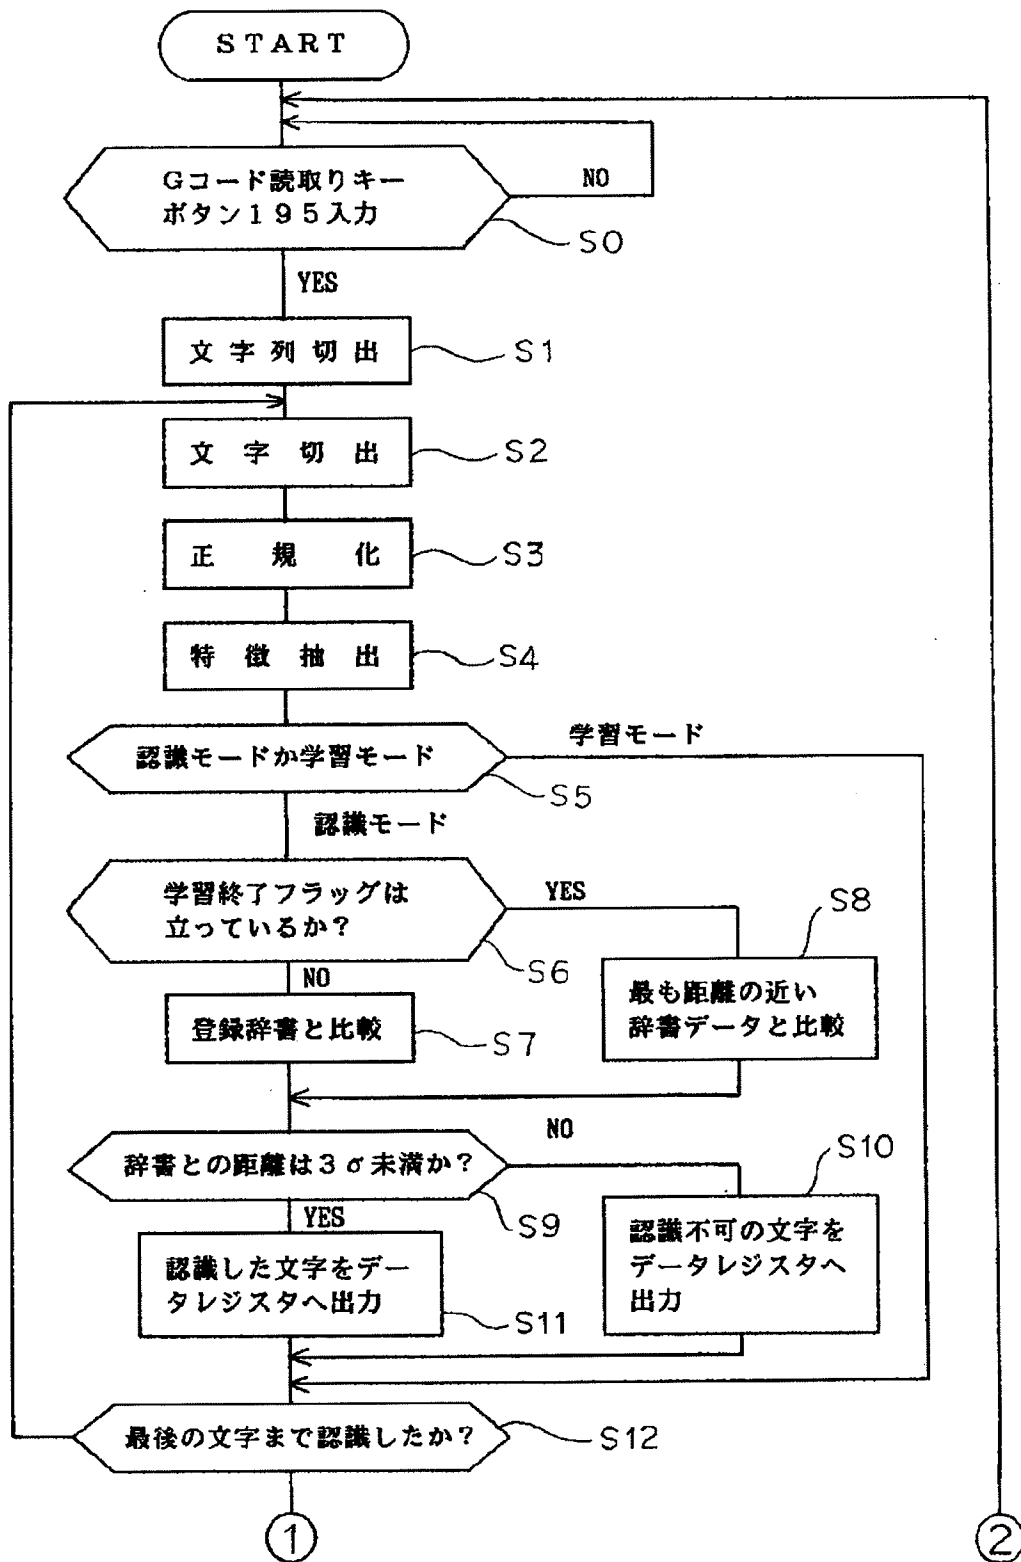 START
Gコード読取りキー
ボタン195入力
NO
S0
YES
文字列切出
S1
文字切出
S2
正規化
S3
特徴抽出
S4
認識モードか学習モード
学習モード
S5
認識モード
学習終了フラッグは
立っているか?
YES
S6
S8
NO
最も距離の近い
辞書データと比較
登録辞書と比較
S7
NO
辞書との距離は3σ未満か?
S9
S10
YES
認識不可の文字を
データレジスタへ
出力
認識した文字をデー
タレジスタへ出力
S11
最後の文字まで認識したか?
S12
①
②